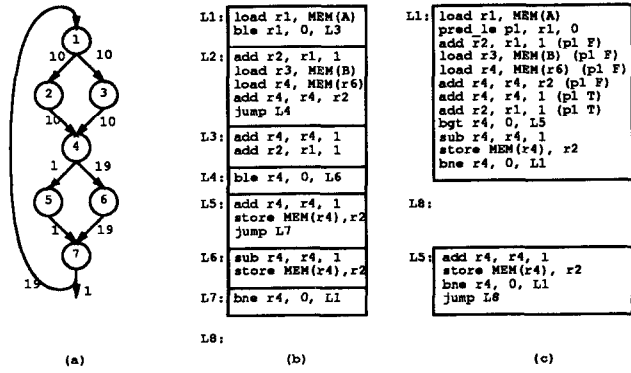 1
10
10
2
3
10
10
4
1
19
5
6
1
19
7
19
1
(a)
L1: load r1, MEM(A)
ble r1, 0, L3
L2: add r2, r1, 1
load r3, MEM(B)
load r4, MEM(r6)
add r4, r4, r2
jump L4
L3: add r4, r4, 1
add r2, r1, 1
L4: ble r4, 0, L6
L5: add r4, r4, 1
store MEM(r4),r2
jump L7
L6: sub r4, r4, 1
store MEM(r4),r2
L7: bne r4, 0, L1
L8:
(b)
L1: load r1, MEM(A)
pred_le p1, r1, 0
add r2, r1, 1 (p1 F)
load r3, MEM(B) (p1 F)
load r4, MEM(r6) (p1 F)
add r4, r4, r2 (p1 F)
add r4, r4, 1 (p1 T)
add r2, r1, 1 (p1 T)
bgt r4, 0, L5
sub r4, r4, 1
store MEM(r4), r2
bne r4, 0, L1
L8:
L5: add r4, r4, 1
store MEM(r4), r2
bne r4, 0, L1
jump L8
(c)